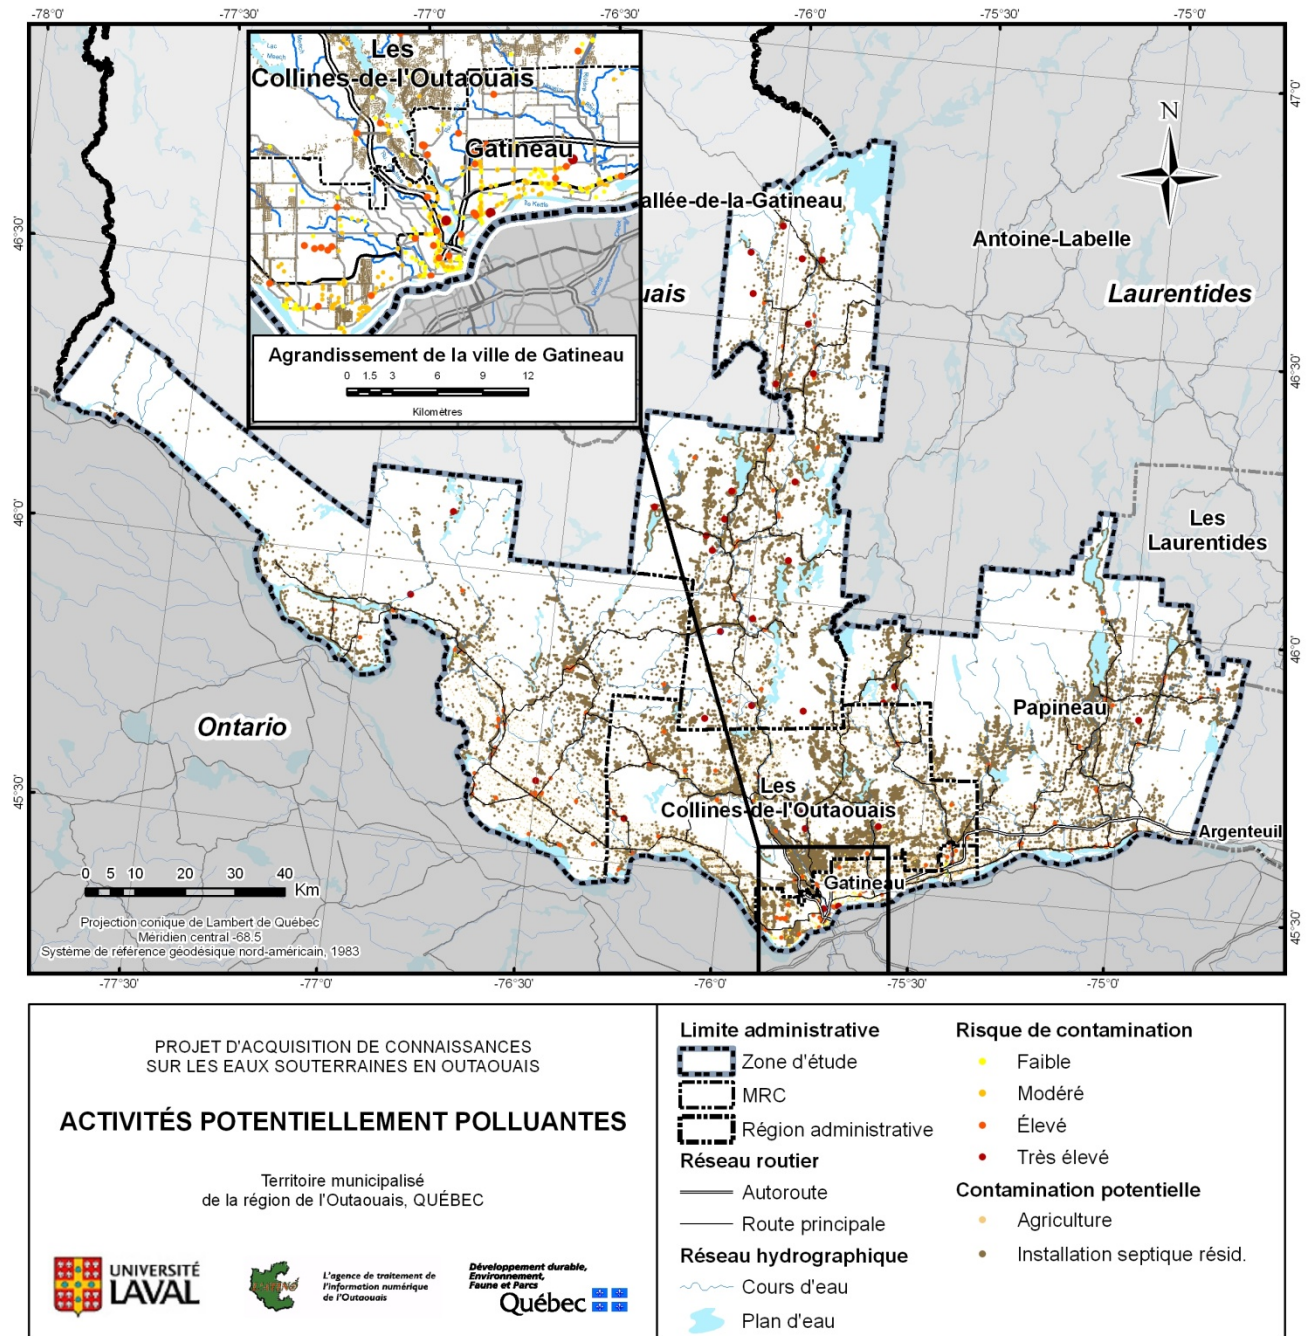 -78°0'
-77°30'
-77°0'
-76°30'
-76°0'
-75°30'
-75°0'
47°0'
46°30'
46°30'
46°0'
46°0'
45°30'
45°30'
Lac
Meach
Les
Collines-de-l'Outaouais
Gatineau
Agrandissement de la ville de Gatineau
0 1.5 3 6 9 12
Kilométres
allée-de-la-Gatineau
uais
Antoine-Labelle
Laurentides
N
Les
Laurentides
Ontario
Papineau
Les
Collines-de-l'Outaouais
Argenteuil
Gatineau
0 5 10 20 30 40
Km
Projection conique de Lambert de Québec
Méridien central -68.5
Système de référence géodésique nord-américain, 1983
-77°30'
-77°0'
-76°30'
-76°0'
-75°30'
-75°0'
PROJET D'ACQUISITION DE CONNAISSANCES
SUR LES EAUX SOUTERRAINES EN OUTAOUAIS
ACTIVITÉS POTENTIELLEMENT POLLUANTES
Territoire municipalisé
de la région de l'Outaouais, QUÉBEC
UNIVERSITÉ
LAVAL
L'agence de traitement de
l'information numérique
de l'Outaouais
Développement durable,
Environnement,
Faune et Parcs
Québec
Limite administrative
Zone d'étude
MRC
Région administrative
Réseau routier
Autoroute
Route principale
Réseau hydrographique
Cours d'eau
Plan d'eau
Risque de contamination
Faible
Modéré
Élevé
Très élevé
Contamination potentielle
Agriculture
Installation septique résid.